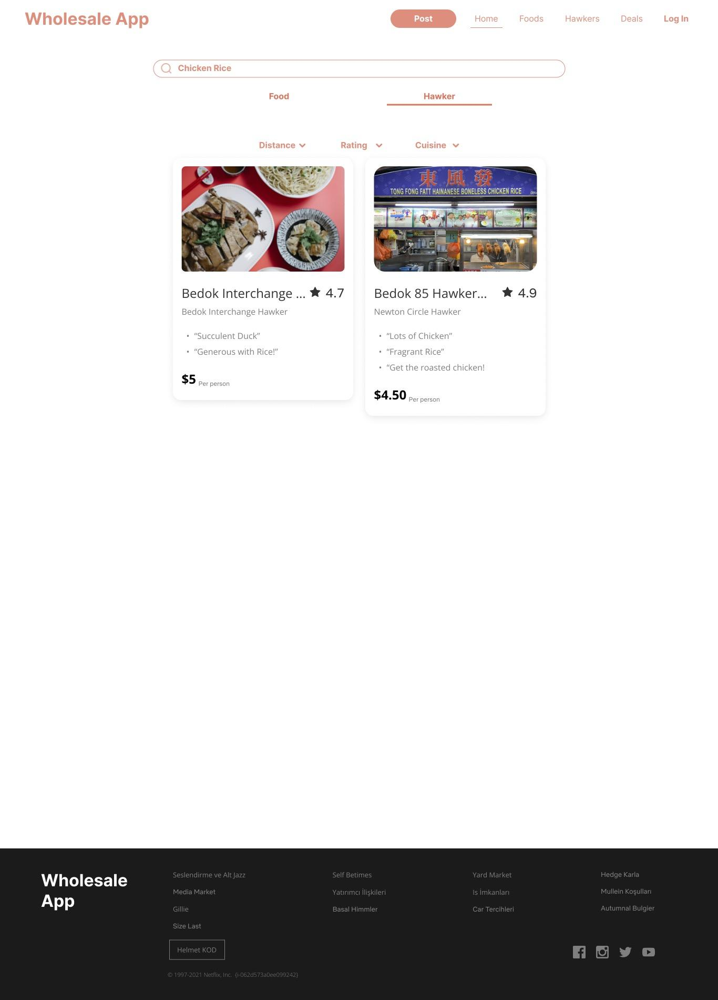 Wholesale App
Post
Home
Foods
Hawkers
Deals
Log In
Chicken Rice
Food
Hawker
Distance
Rating
Cuisine
東風發
TONG FONG FATT HAINANESE BONELESS CHICKEN RICE
B
Bedok Interchange ...
4.7
Bedok Interchange Hawker
• “Succulent Duck”
• “Generous with Rice!”
$5 Per person
Bedok 85 Hawker...
4.9
Newton Circle Hawker
• “Lots of Chicken”
• “Fragrant Rice”
• “Get the roasted chicken!
$4.50 Per person
Wholesale
App
Seslendirme ve Alt Jazz
Media Market
Gillie
Size Last
Helmet KOD
Self Betimes
Yatırımcı İlişkileri
Basal Himmler
Yard Market
Is İmkanları
Car Tercihleri
Hedge Karla
Mullein Koşulları
Autumnal Bulgier
© 1997-2021 Netflix, Inc. {i-062d573a0ee099242}